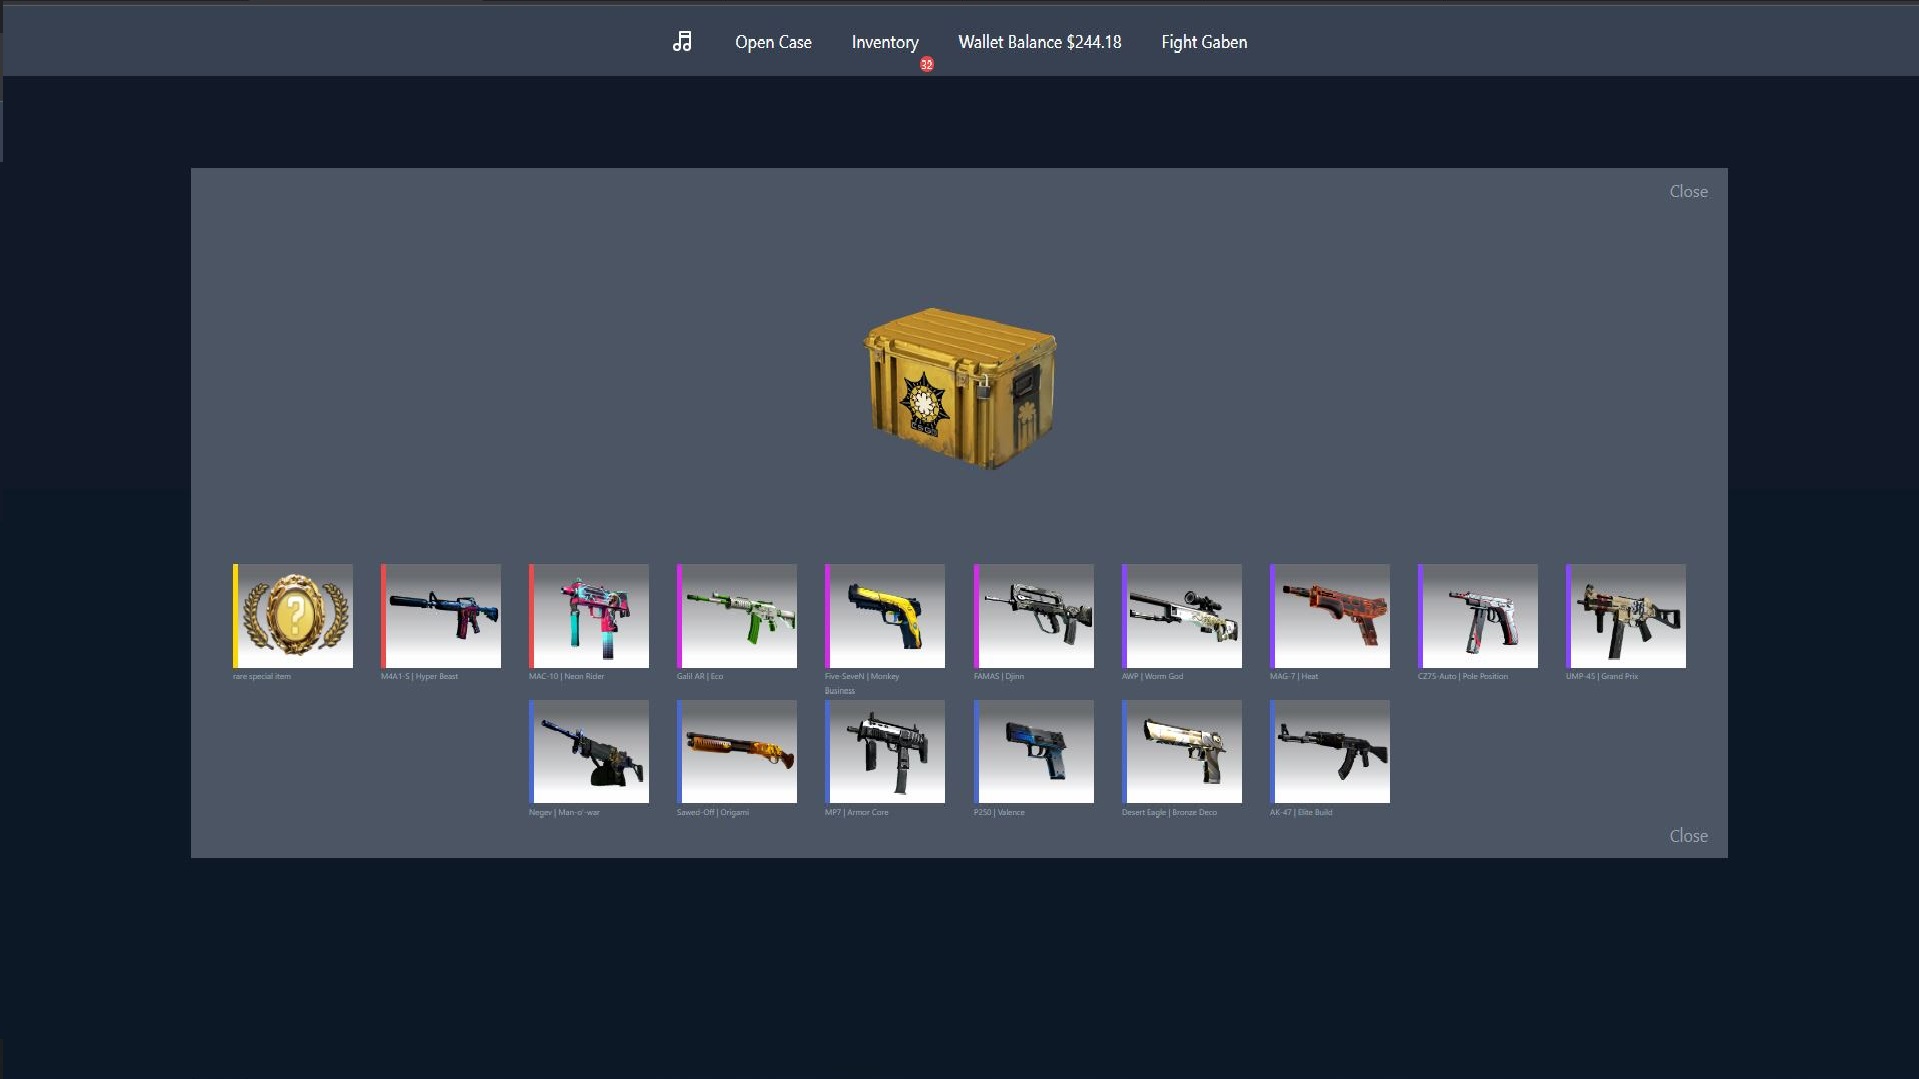 Open Case
Inventory
Wallet Balance $244.18
Fight Gaben
32
Close
CS GO
rare special item
M4A1-S | Hyper Beast
MAC-10 | Neon Rider
Galil AR | Eco
Five-SeveN | Monkey
Business
FAMAS | Djinn
AWP | Worm God
MAG-7 | Heat
CZ75-Auto | Pole Position
UMP-45 | Grand Prix
Negev | Man-o'-war
Sawed-Off | Origami
MP7 | Armor Core
P250 | Valence
Desert Eagle | Bronze Deco
AK-47 | Elite Build
Close